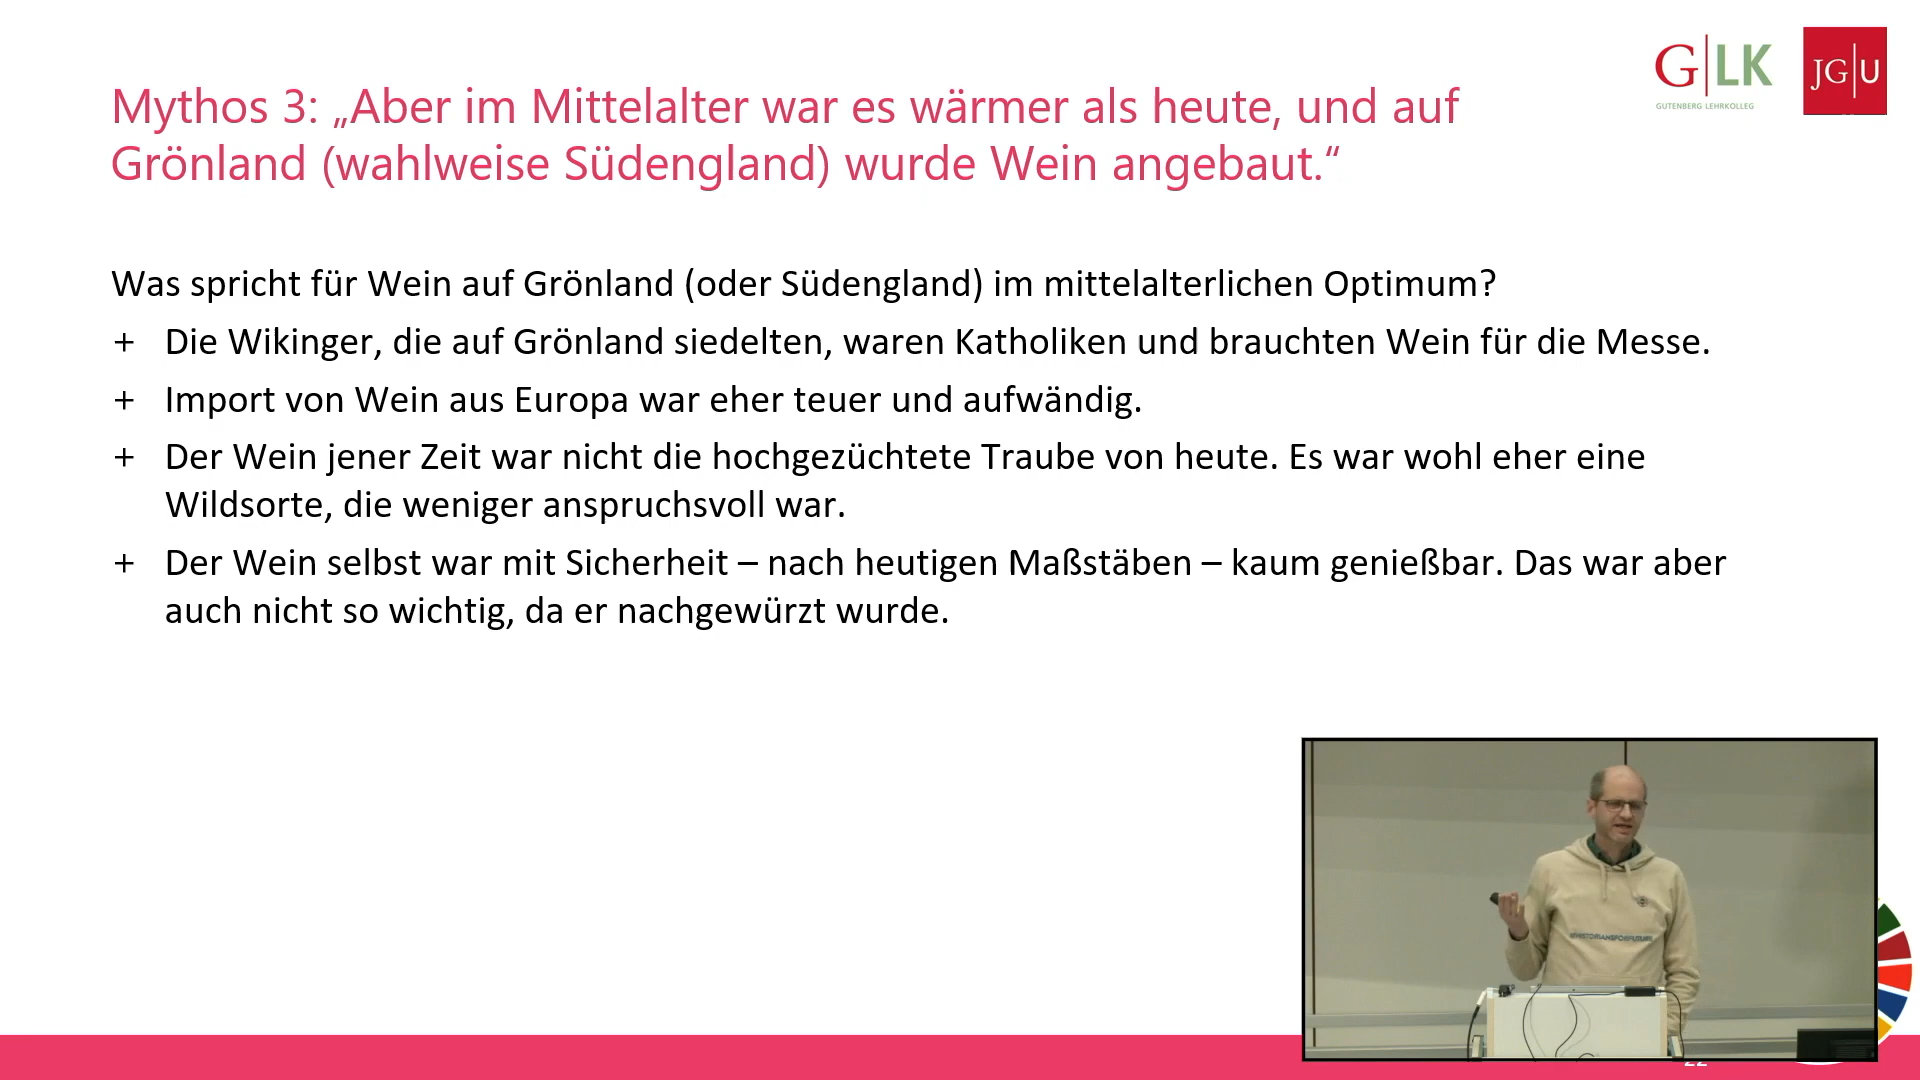 G|LK
GUTENBERG LEHRKOLLEG
JG|U
Mythos 3: „Aber im Mittelalter war es wärmer als heute, und auf
Grönland (wahlweise Südengland) wurde Wein angebaut.“
Was spricht für Wein auf Grönland (oder Südengland) im mittelalterlichen Optimum?
+ Die Wikinger, die auf Grönland siedelten, waren Katholiken und brauchten Wein für die Messe.
+ Import von Wein aus Europa war eher teuer und aufwändig.
+ Der Wein jener Zeit war nicht die hochgezüchtete Traube von heute. Es war wohl eher eine
Wildsorte, die weniger anspruchsvoll war.
+ Der Wein selbst war mit Sicherheit – nach heutigen Maßstäben – kaum genießbar. Das war aber
auch nicht so wichtig, da er nachgewürzt wurde.
#HISTORIANSFORFUTURE
22